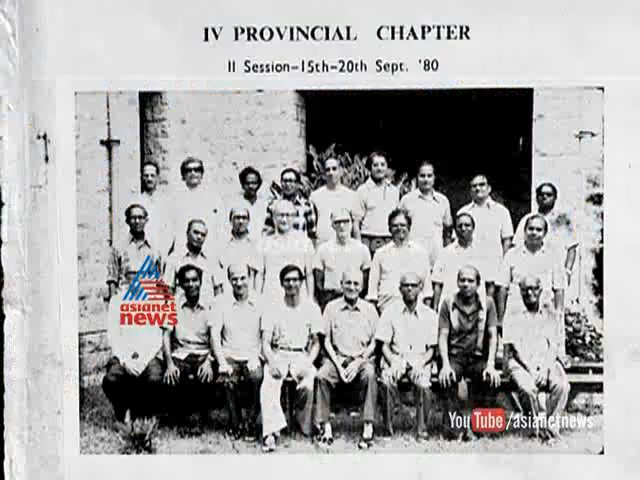 IV PROVINCIAL CHAPTER
II Session–15th–20th Sept. '80
asianet
news
YouTube /asianetnews